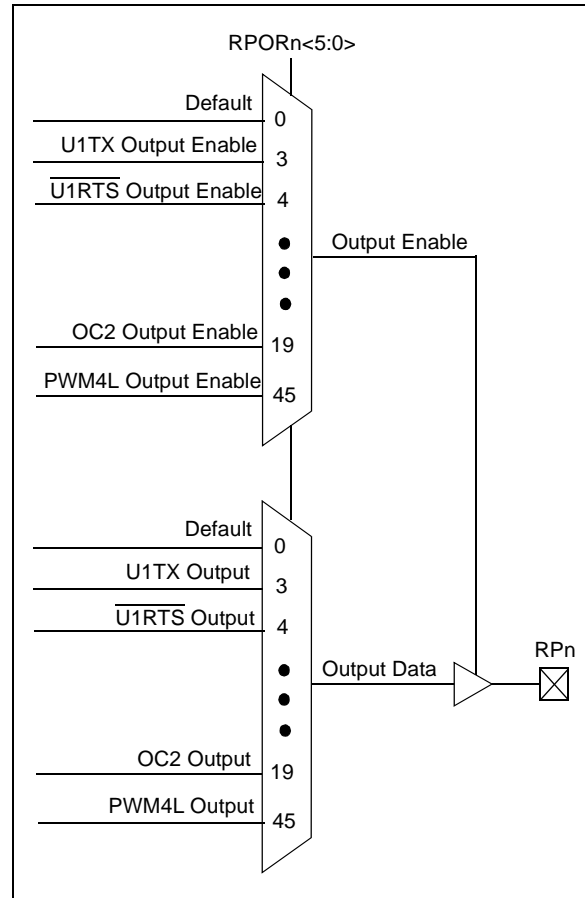 RPORn<5:0>
Default
0
U1TX Output Enable
3
U1RTS Output Enable
4
Output Enable
OC2 Output Enable
19
PWM4L Output Enable
45
Default
0
U1TX Output
3
U1RTS Output
4
RPn
Output Data
OC2 Output
19
PWM4L Output
45